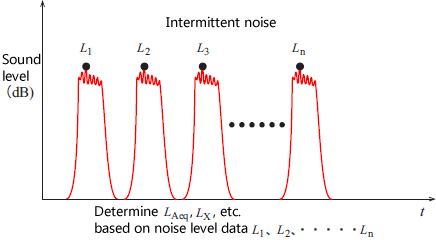 Intermittent noise
L1 L2 L3 Ln
Sound
level
(dB)
t
Determine LAeq, LX, etc.
based on noise level data L1、L2、・・・・・Ln